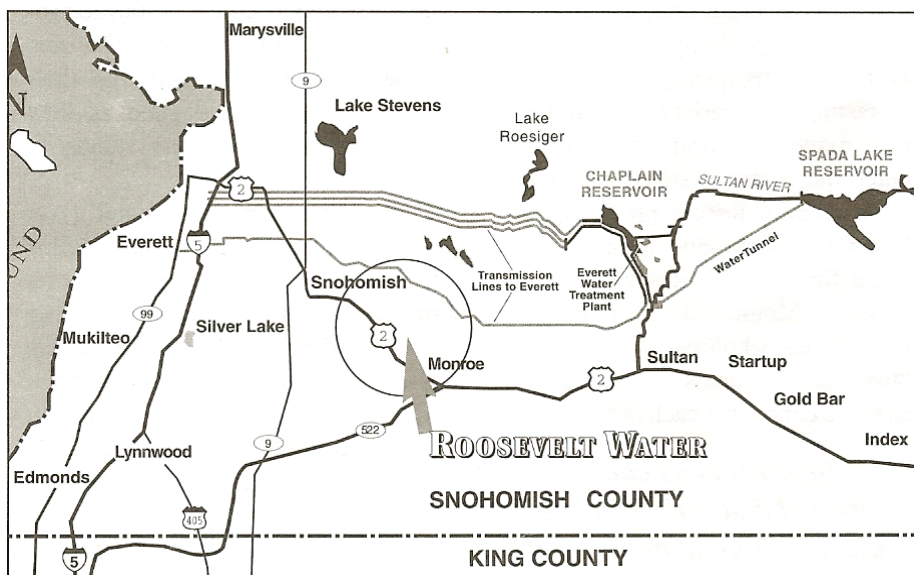 Marysville
9
Lake Stevens
Lake
Roesiger
SPADA LAKE
RESERVOIR
CHAPLAIN
RESERVOIR
SULTAN RIVER
N
2
UND
Everett
5
Snohomish
Transmission
Lines to Everett
Everett
Water
Treatment
Plant
Water Tunnel
99
Mukilteo
Silver Lake
2
Monroe
Sultan
Startup
2
Gold Bar
522
Index
9
Lynnwood
ROOSEVELT WATER
Edmonds
SNOHOMISH COUNTY
405
5
KING COUNTY